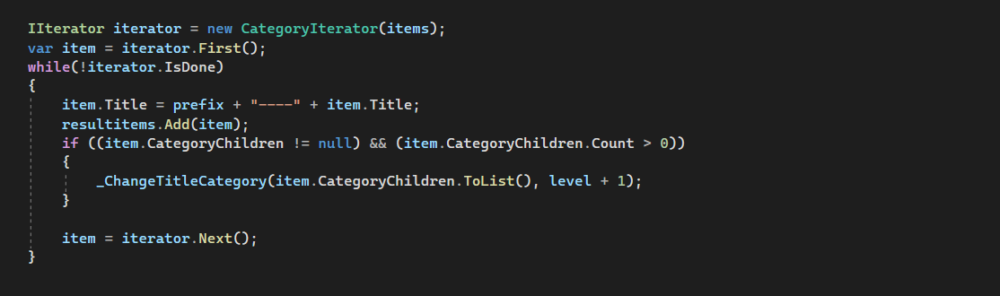 IIterator iterator = new CategoryIterator(items);
var item = iterator.First();
while(!iterator.IsDone)
{
    item.Title = prefix + "----" + item.Title;
    resultitems.Add(item);
    if ((item.CategoryChildren != null) && (item.CategoryChildren.Count > 0))
    {
        _ChangeTitleCategory(item.CategoryChildren.ToList(), level + 1);
    }
    item = iterator.Next();
}